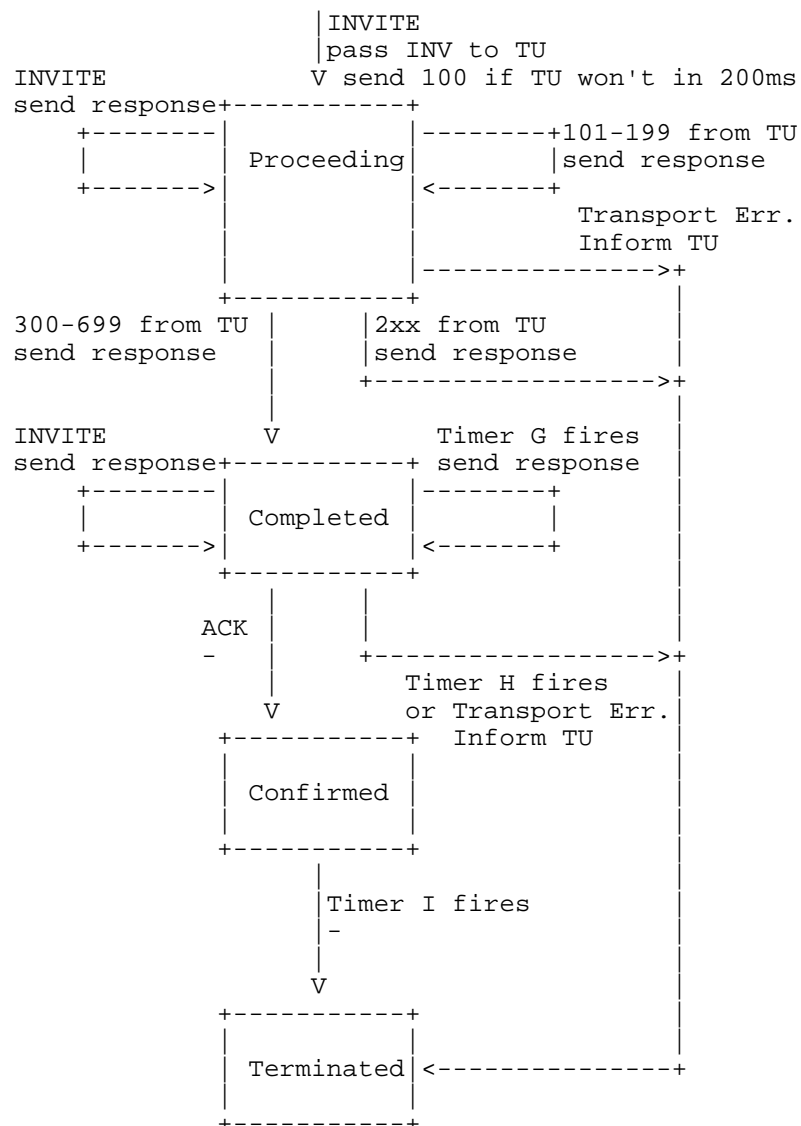 INVITE
pass INV to TU
INVITE V send 100 if TU won't in 200ms
send response
101-199 from TU
Proceeding send response
Transport Err.
Inform TU
300-699 from TU 2xx from TU
send response send response
INVITE V Timer G fires
send response send response
Completed
ACK
-
Timer H fires
V or Transport Err.
Inform TU
Confirmed
Timer I fires
-
V
Terminated